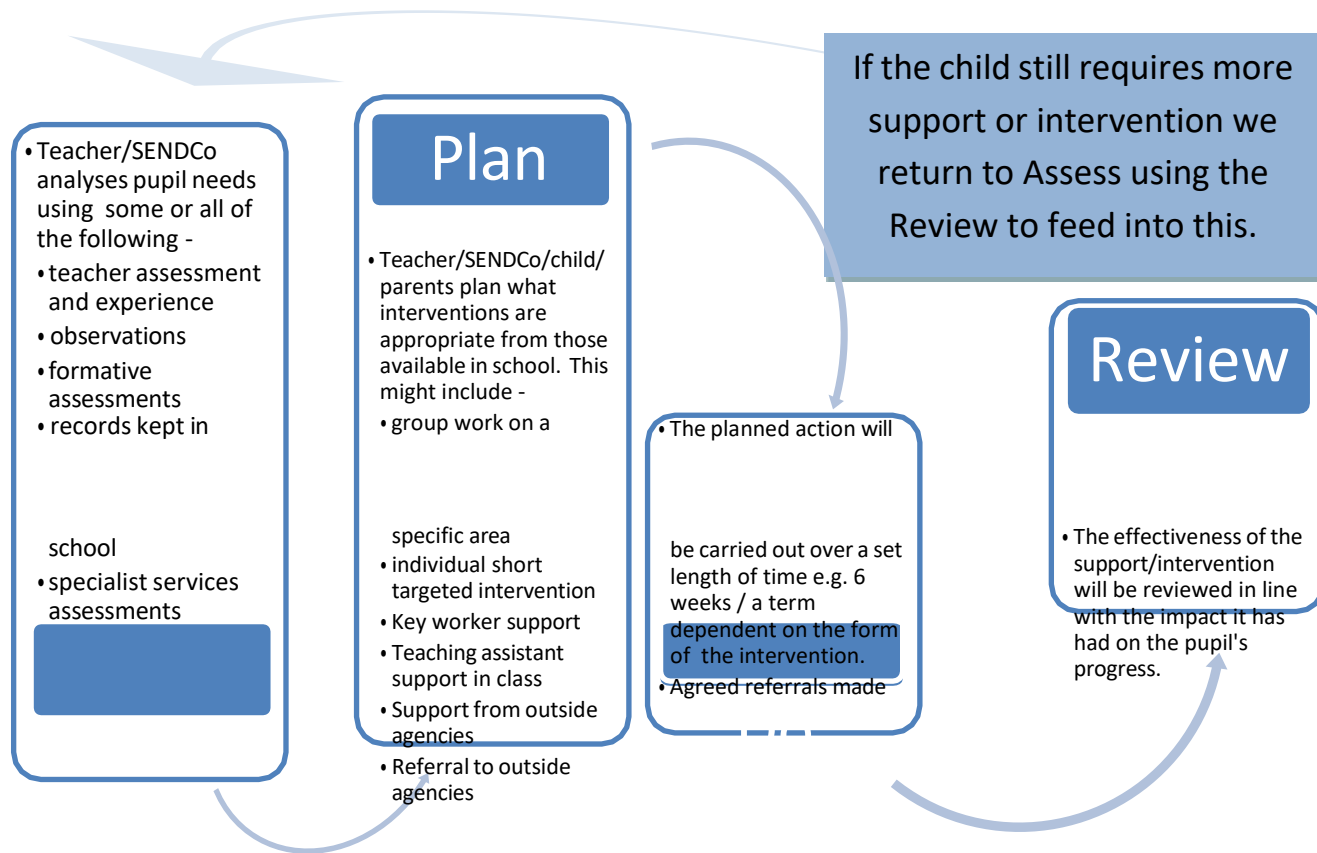 If the child still requires more
support or intervention we
return to Assess using the
Review to feed into this.
• Teacher/SENDCo
analyses pupil needs
using some or all of
the following -
• teacher assessment
and experience
• observations
• formative
assessments
• records kept in
school
• specialist services
assessments
Plan
• Teacher/SENDCo/child/
parents plan what
interventions are
appropriate from those
available in school. This
might include -
• group work on a
specific area
• individual short
targeted intervention
• Key worker support
• Teaching assistant
support in class
• Support from outside
agencies
• Referral to outside
agencies
• The planned action will
be carried out over a set
length of time e.g. 6
weeks / a term
dependent on the form
of the intervention.
• Agreed referrals made
Review
• The effectiveness of the
support/intervention
will be reviewed in line
with the impact it has
had on the pupil's
progress.